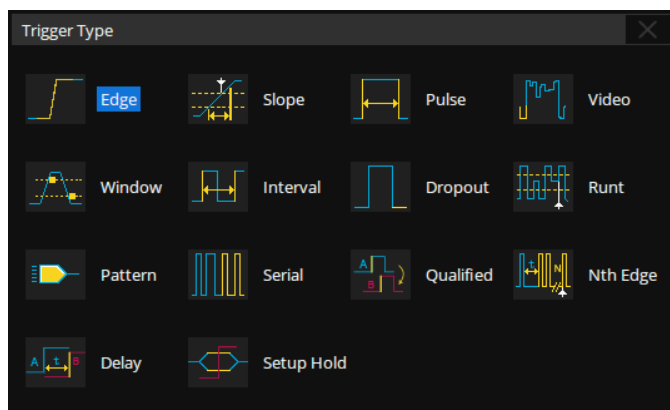 Trigger Type
Edge Slope Pulse Video
Window Interval Dropout Runt
Pattern Serial A B Qualified t N Nth Edge
A t B Delay Setup Hold